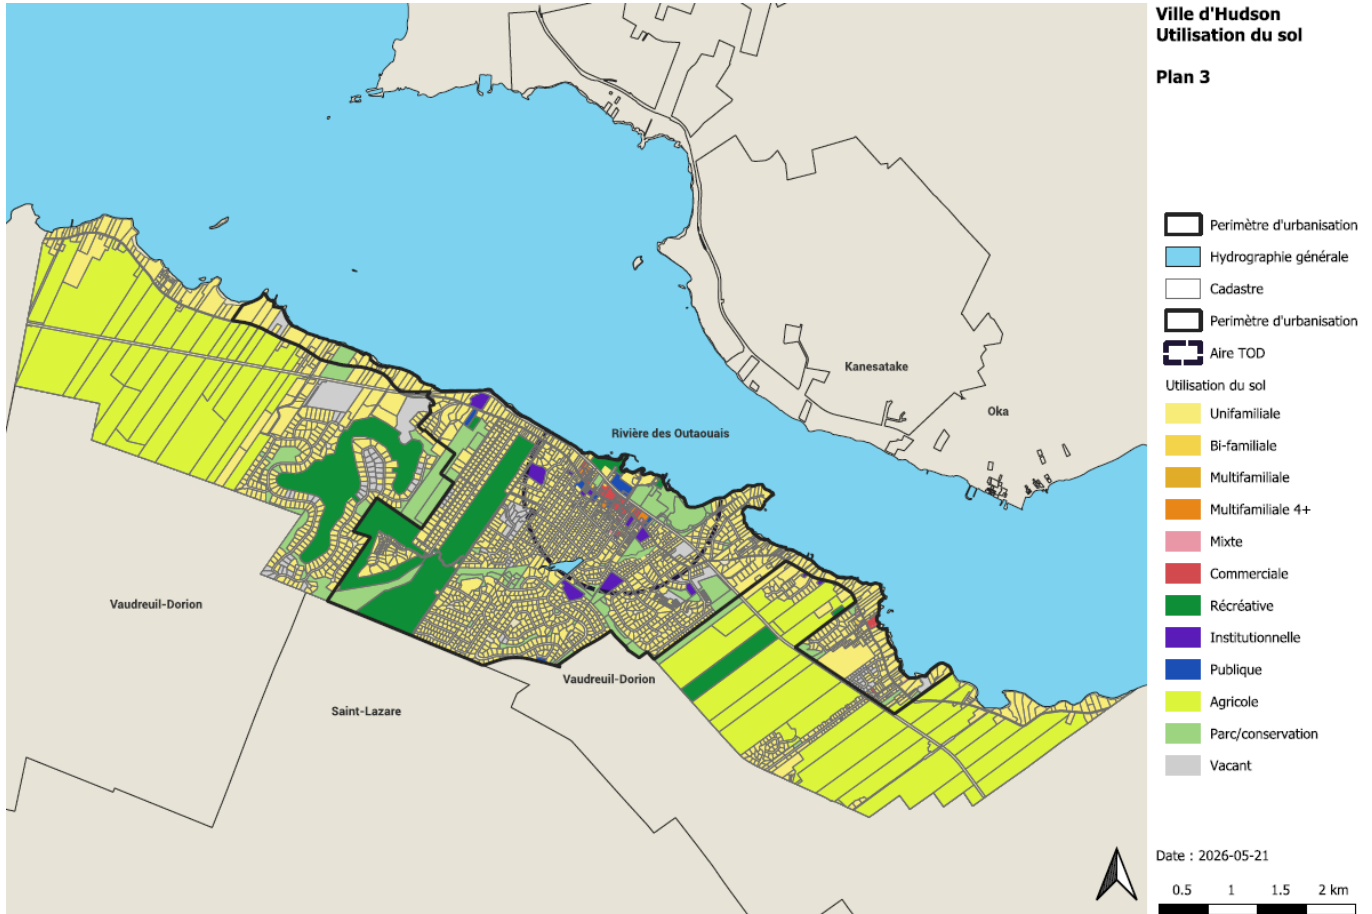 Ville d'Hudson
Utilisation du sol
Plan 3
Perimètre d'urbanisation
Hydrographie générale
Cadastre
Perimètre d'urbanisation
Aire TOD
Utilisation du sol
Unifamiliale
Bi-familiale
Multifamiliale
Multifamiliale 4+
Mixte
Commerciale
Récréative
Institutionnelle
Publique
Agricole
Parc/conservation
Vacant
Kanesatake
Oka
Rivière des Outaouais
Vaudreuil-Dorion
Vaudreuil-Dorion
Saint-Lazare
Date : 2026-05-21
0.5 1 1.5 2 km